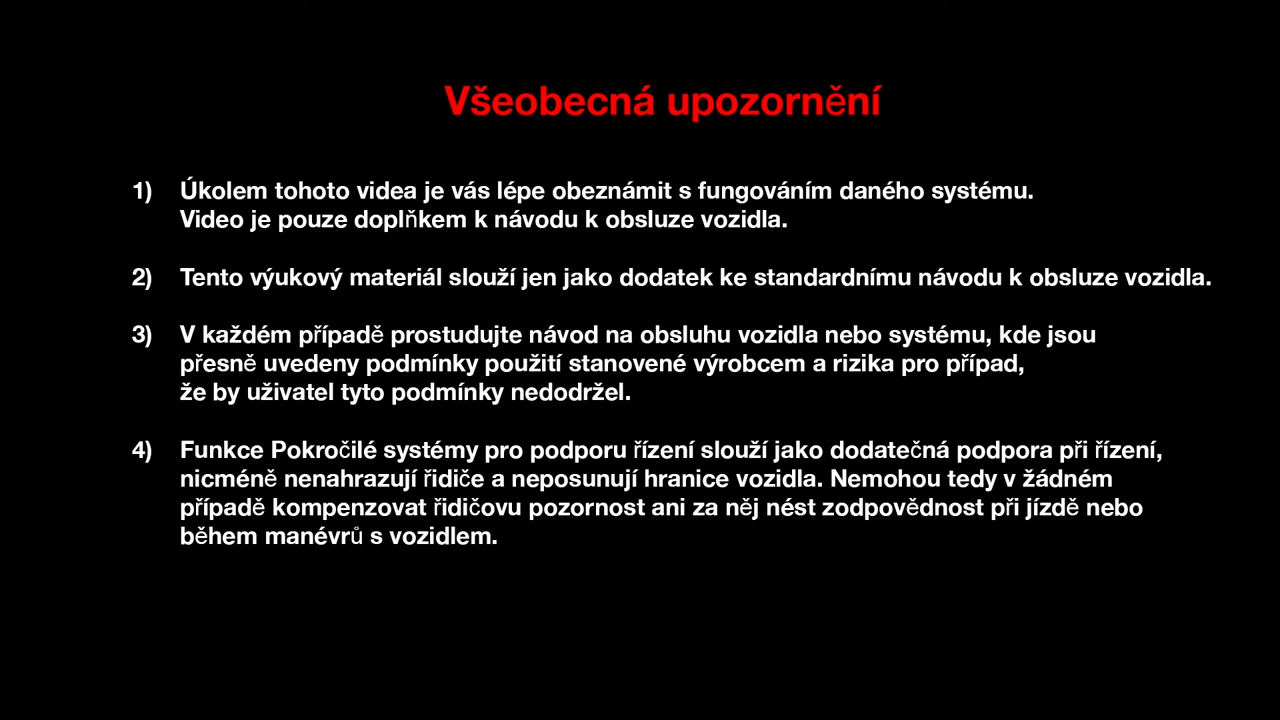 Všeobecná upozornění
1) Úkolem tohoto videa je vás lépe obeznámit s fungováním daného systému.
Video je pouze doplňkem k návodu k obsluze vozidla.
2) Tento výukový materiál slouží jen jako dodatek ke standardnímu návodu k obsluze vozidla.
3) V každém případě prostudujte návod na obsluhu vozidla nebo systému, kde jsou
přesně uvedeny podmínky použití stanovené výrobcem a rizika pro případ,
že by uživatel tyto podmínky nedodržel.
4) Funkce Pokročilé systémy pro podporu řízení slouží jako dodatečná podpora při řízení,
nicméně nenahrazují řidiče a neposunují hranice vozidla. Nemohou tedy v žádném
případě kompenzovat řidičovu pozornost ani za něj nést zodpovědnost při jízdě nebo
během manévrů s vozidlem.